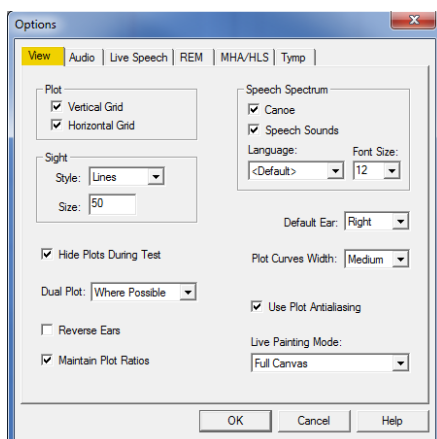 Options
View Audio Live Speech REM MHA/HLS Tymp
Plot
Vertical Grid
Horizontal Grid
Sight
Style: Lines
Size: 50
Hide Plots During Test
Dual Plot: Where Possible
Reverse Ears
Maintain Plot Ratios
Speech Spectrum
Canoe
Speech Sounds
Language: Font Size:
<Default> 12
Default Ear: Right
Plot Curves Width: Medium
Use Plot Antialiasing
Live Painting Mode:
Full Canvas
OK Cancel Help